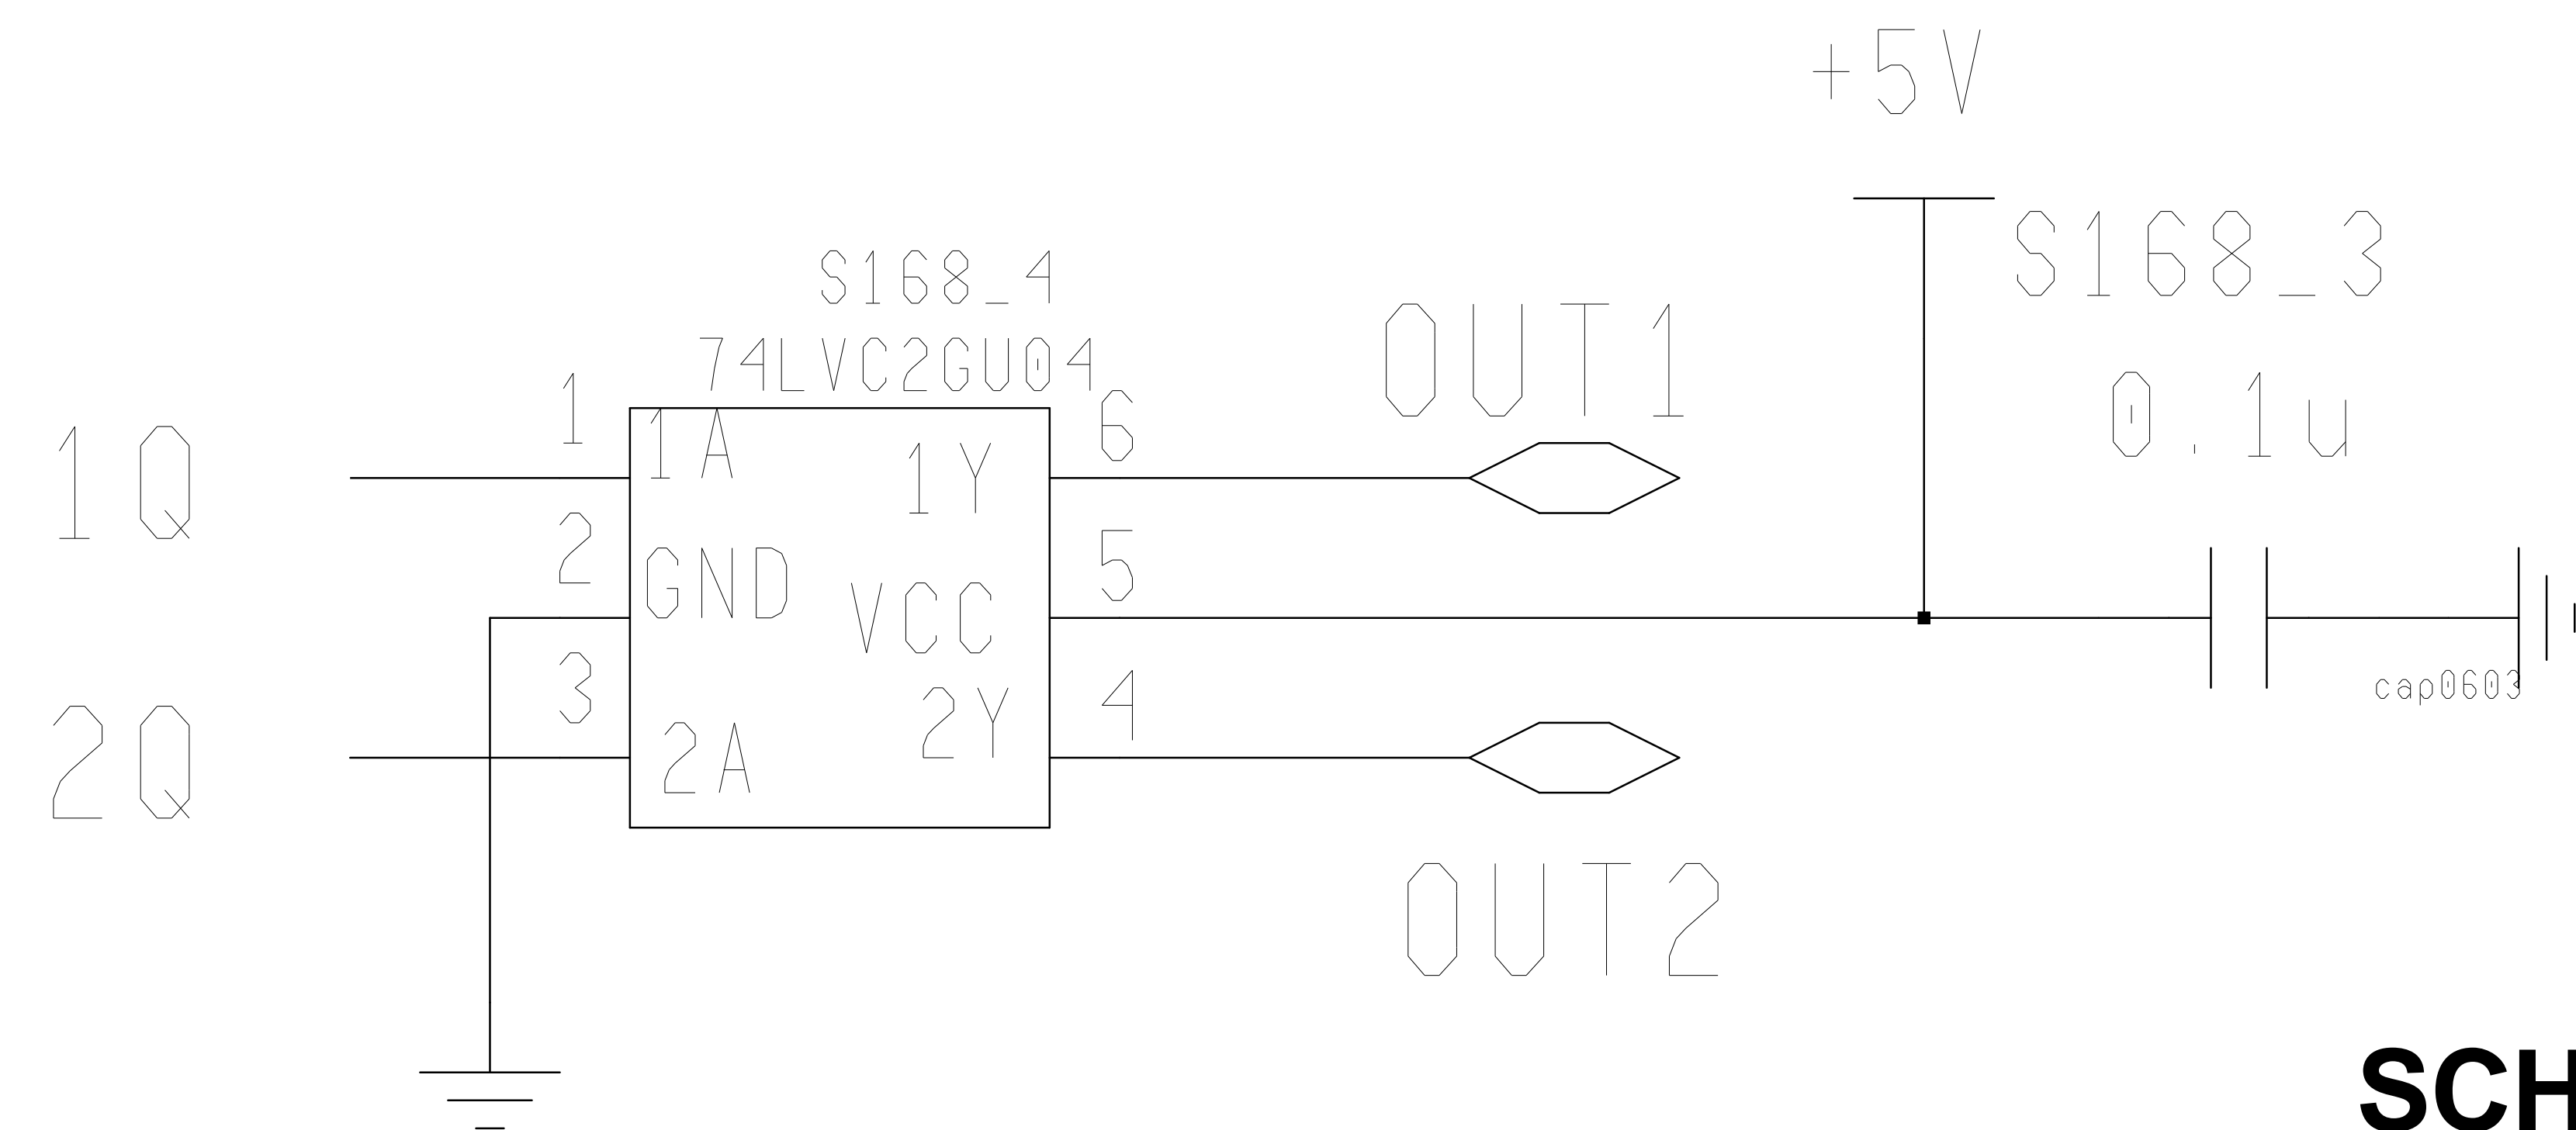 +5V
S168_4
S168_3
74LVC2GU04
OUT1
0.1u
1
6
1A
1Y
1Q
2
5
GND
VCC
3
4
cap0603
2A
2Y
2Q
OUT2
SCH